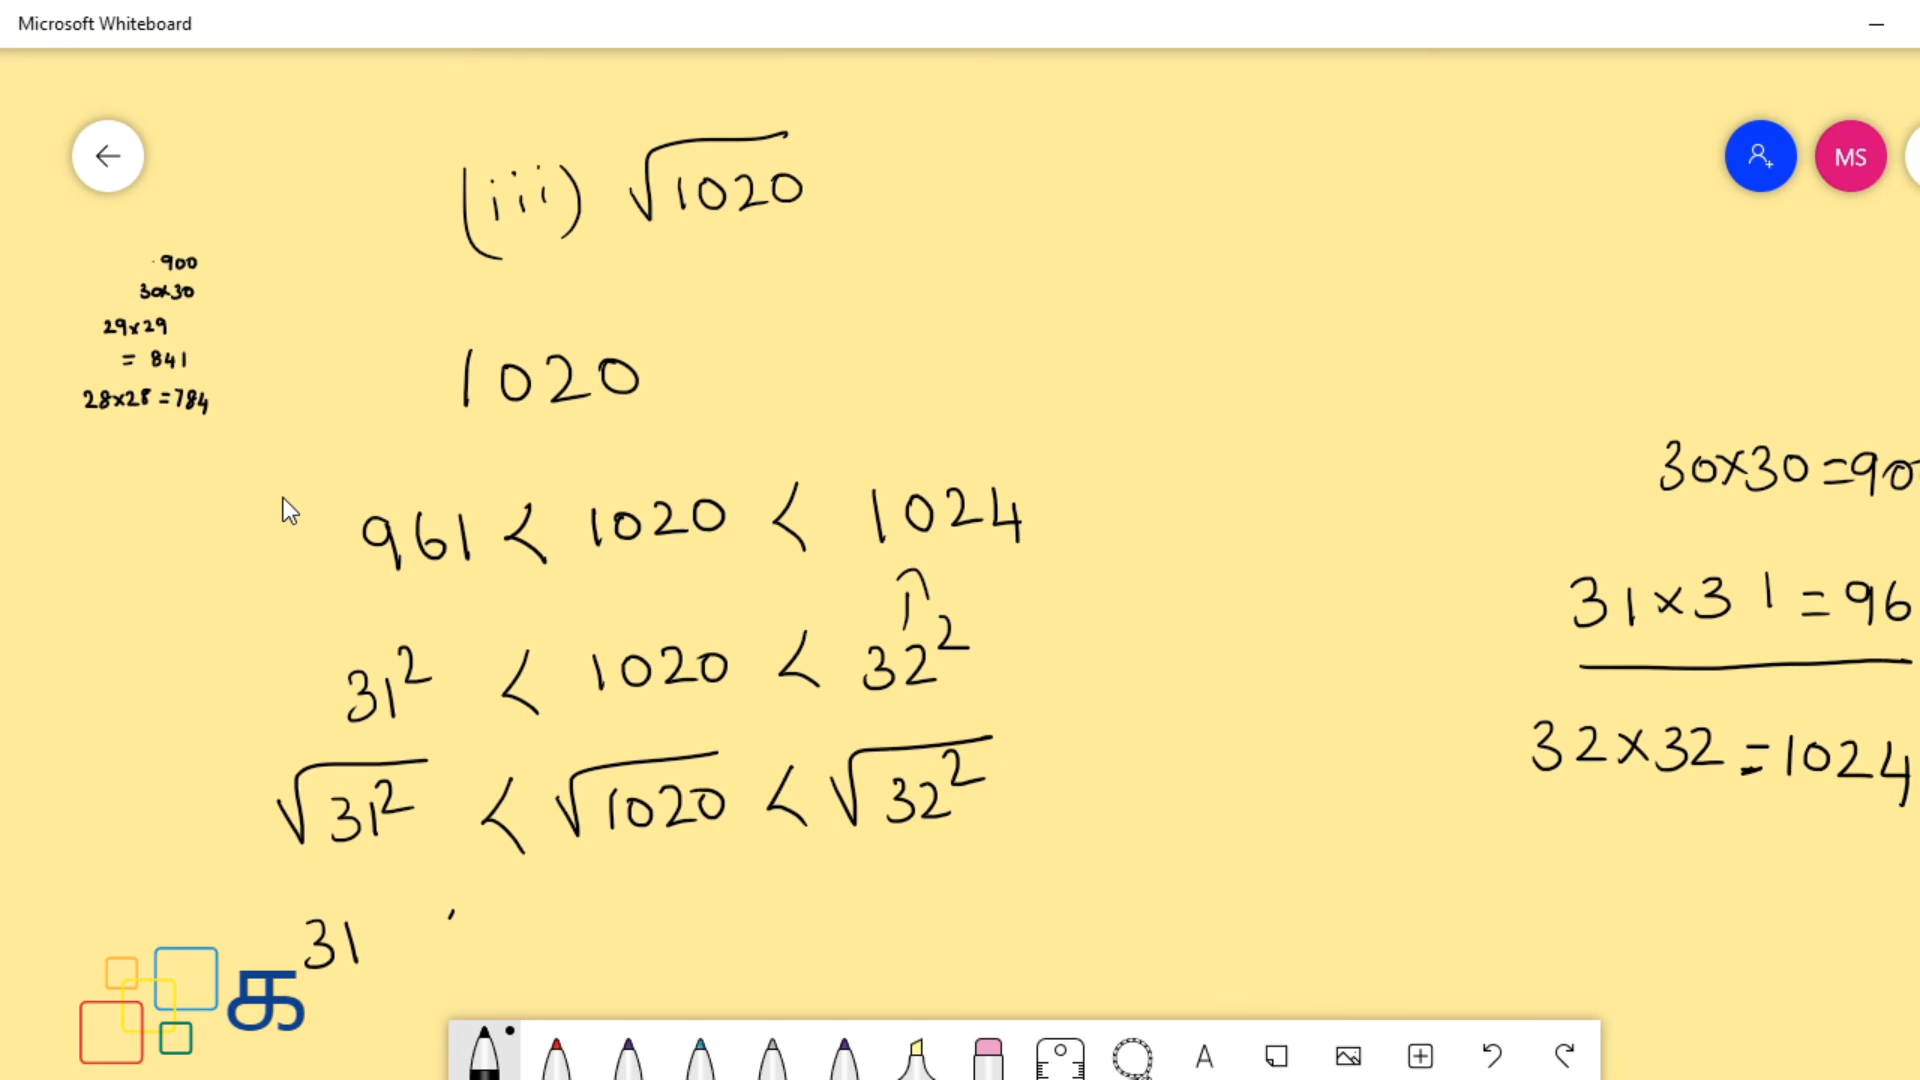 Microsoft Whiteboard
MS
(iii) √1020
900
30x30
29x29
= 841
28x28 = 784
1020
961 < 1020 < 1024
31² < 1020 < 32²
√31² < √1020 < √32²
31
30x30 = 90
31x31 = 96
32x32 = 1024
க
A